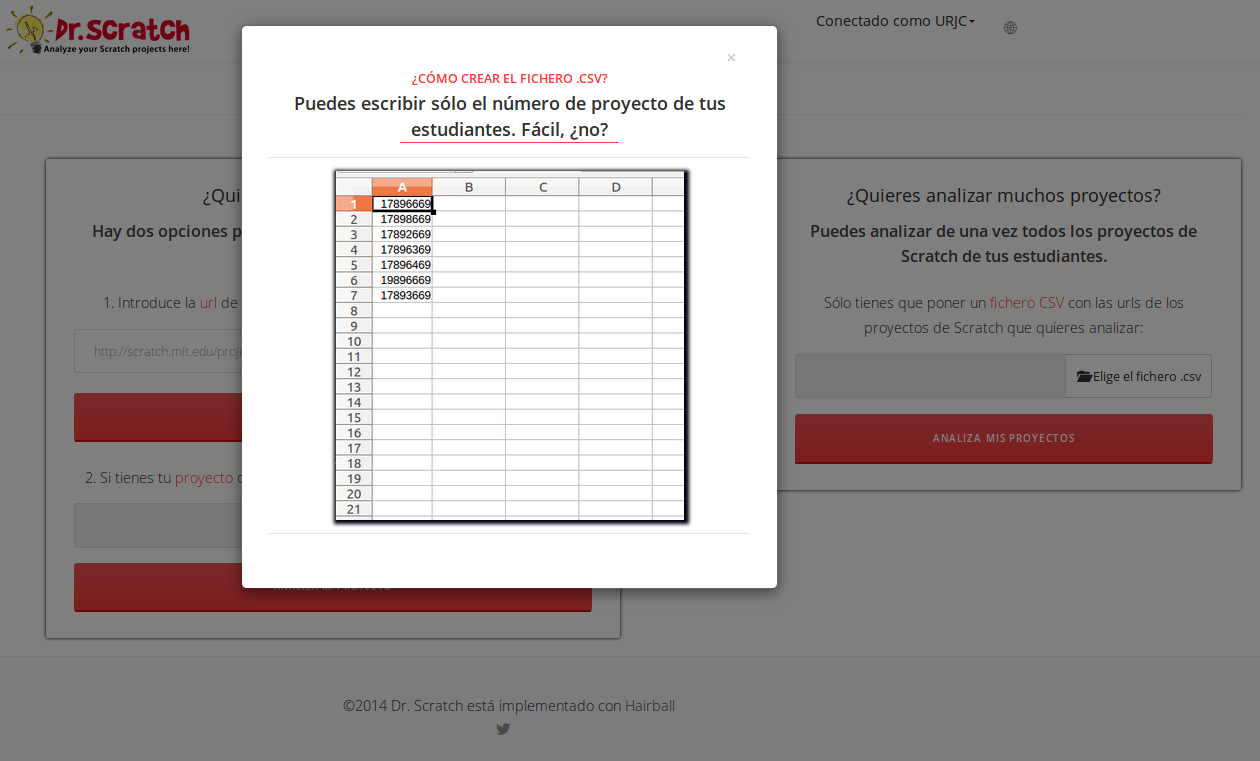 Dr.Scratch
Analyze your Scratch projects here!
Conectado como URJC
×
¿CÓMO CREAR EL FICHERO .CSV?
Puedes escribir sólo el número de proyecto de tus
estudiantes. Fácil, ¿no?
A B C D
1 17896669
2 17898669
3 17892669
4 17896369
5 17896469
6 19896669
7 17893669
8
9
10
11
12
13
14
15
16
17
18
19
20
21
Hay dos opciones
1. Introduce la url de
http://scratch.mit.edu/proje
2. Si tienes tu proyecto
ANALIZA MI PROYECTO
¿Quieres analizar muchos proyectos?
Puedes analizar de una vez todos los proyectos de
Scratch de tus estudiantes.
Sólo tienes que poner un fichero CSV con las urls de los
proyectos de Scratch que quieres analizar:
Elige el fichero .csv
ANALIZA MIS PROYECTOS
©2014 Dr. Scratch está implementado con Hairball